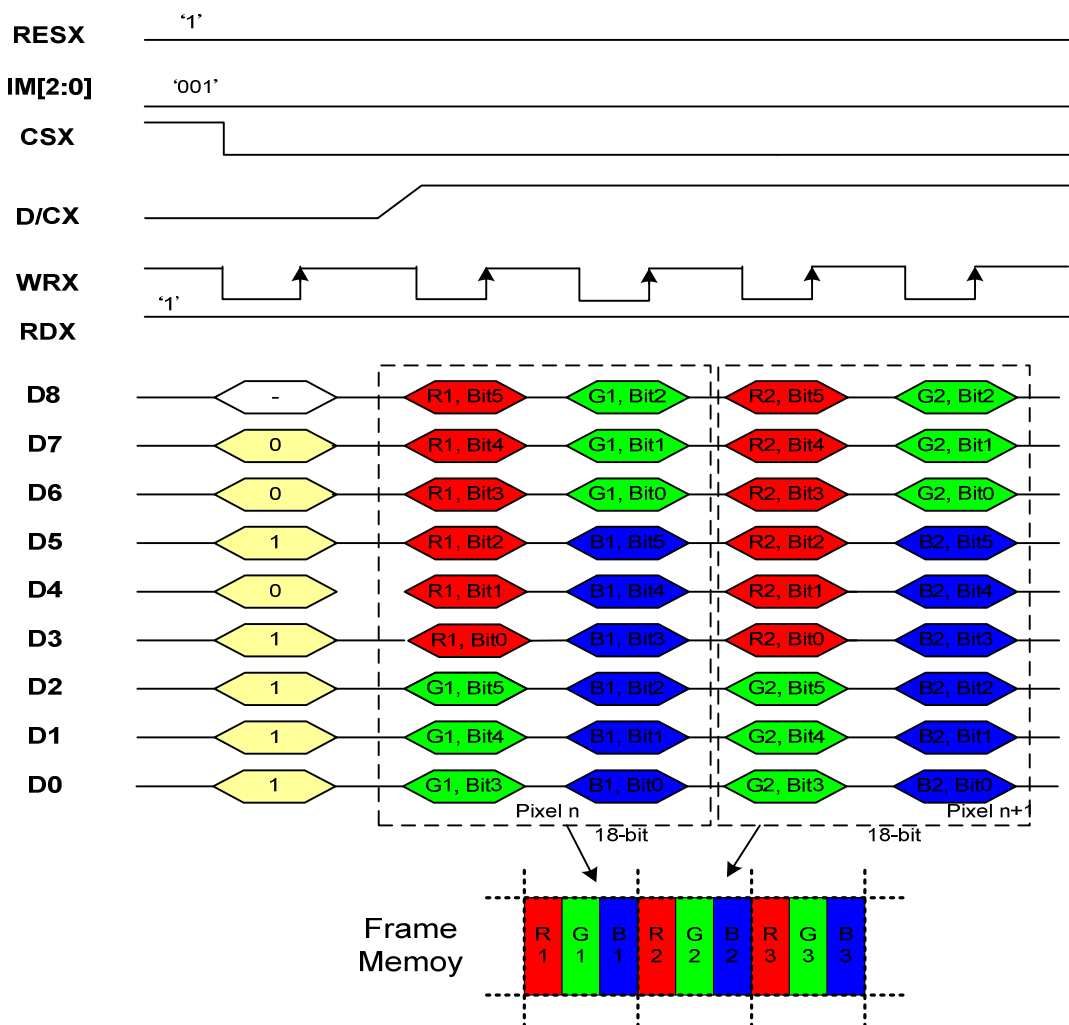 RESX ‘1’
IM[2:0] ‘001’
CSX
D/CX
WRX
‘1’
RDX
D8 - R1, Bit5 G1, Bit2 R2, Bit5 G2, Bit2
D7 0 R1, Bit4 G1, Bit1 R2, Bit4 G2, Bit1
D6 0 R1, Bit3 G1, Bit0 R2, Bit3 G2, Bit0
D5 1 R1, Bit2 B1, Bit5 R2, Bit2 B2, Bit5
D4 0 R1, Bit1 B1, Bit4 R2, Bit1 B2, Bit4
D3 1 R1, Bit0 B1, Bit3 R2, Bit0 B2, Bit3
D2 1 G1, Bit5 B1, Bit2 G2, Bit5 B2, Bit2
D1 1 G1, Bit4 B1, Bit1 G2, Bit4 B2, Bit1
D0 1 G1, Bit3 B1, Bit0 G2, Bit3 B2, Bit0
Pixel n Pixel n+1
18-bit 18-bit
Frame
Memoy
R G B R G B R G B
1 1 1 2 2 2 3 3 3